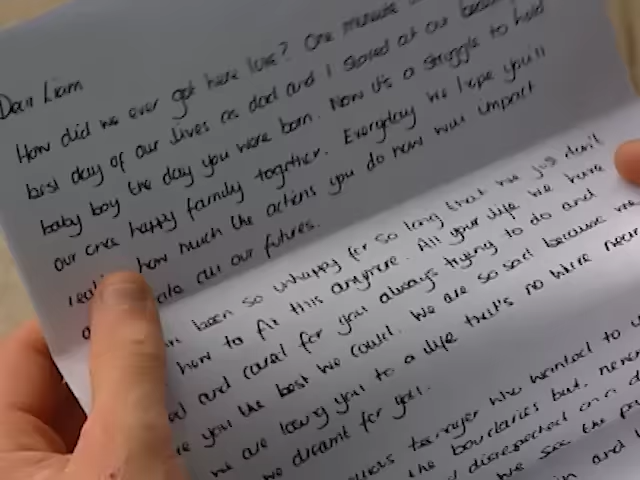 Dear Liam
How did we ever get here love? One minute
best day of our lives as dad and I stared at our
baby boy the day you were born. Now it's a struggle to hold
our once happy family together. Everyday we hope you'll
how much the actions you do now will impact
all our futures.
been so unhappy for so long that we just don't
how to fix this anymore. All your life we have
and cared for you always trying to do and
you the best we could. We are so sad because we
we are losing you to a life that's no where near
we dreamt for you.
teenager who wanted to
the boundaries but never
disrespected on a
we see the
and